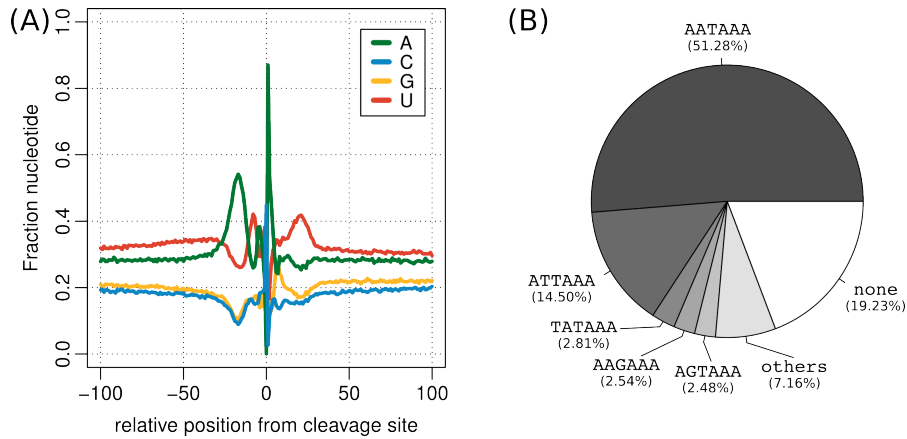 (A)
Fraction nucleotide
1.0
0.8
0.6
0.4
0.2
0.0
A
C
G
U
−100
−50
0
50
100
relative position from cleavage site
(B)
AATAAA
(51.28%)
ATTAAA
(14.50%)
TATAAA
(2.81%)
AAGAAA
(2.54%)
AGTAAA
(2.48%)
others
(7.16%)
none
(19.23%)